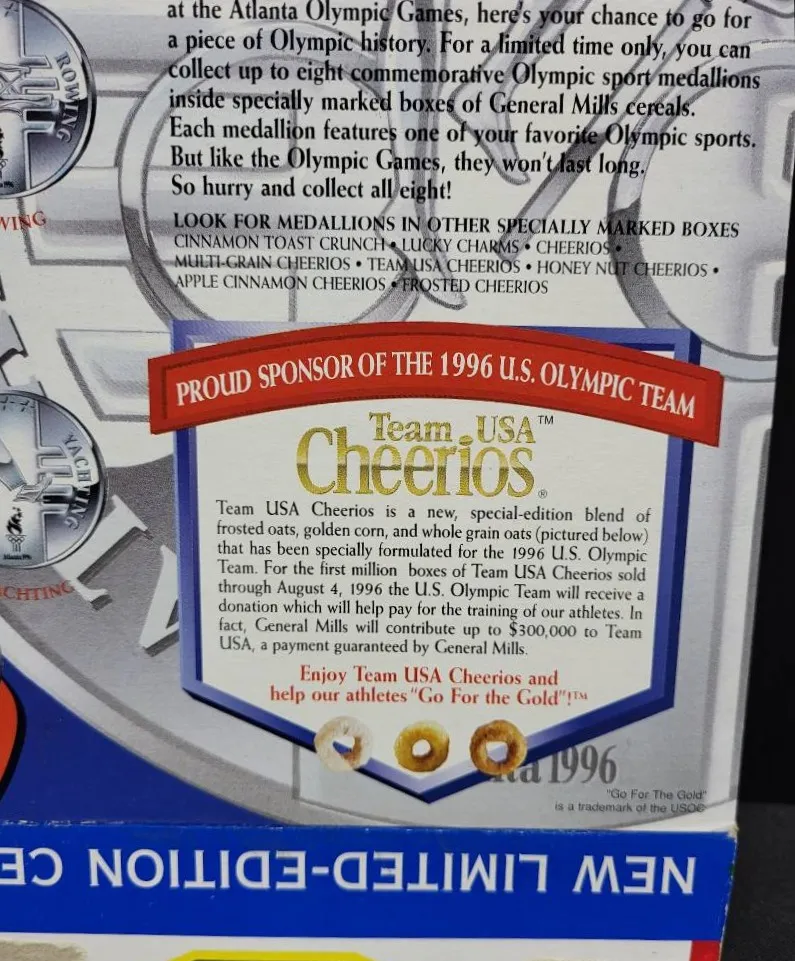 at the Atlanta Olympic Games, here's your chance to go for
a piece of Olympic history. For a limited time only, you can
collect up to eight commemorative Olympic sport medallions
inside specially marked boxes of General Mills cereals.
Each medallion features one of your favorite Olympic sports.
But like the Olympic Games, they won't last long.
So hurry and collect all eight!
ROWING
WING
LOOK FOR MEDALLIONS IN OTHER SPECIALLY MARKED BOXES
CINNAMON TOAST CRUNCH • LUCKY CHARMS • CHEERIOS •
MULTI-GRAIN CHEERIOS • TEAM USA CHEERIOS • HONEY NUT CHEERIOS •
APPLE CINNAMON CHEERIOS • FROSTED CHEERIOS
PROUD SPONSOR OF THE 1996 U.S. OLYMPIC TEAM
Team USA™
Cheerios®
YACHTING
CHTING
Team USA Cheerios is a new, special-edition blend of
frosted oats, golden corn, and whole grain oats (pictured below)
that has been specially formulated for the 1996 U.S. Olympic
Team. For the first million boxes of Team USA Cheerios sold
through August 4, 1996 the U.S. Olympic Team will receive a
donation which will help pay for the training of our athletes. In
fact, General Mills will contribute up to $300,000 to Team
USA, a payment guaranteed by General Mills.
Enjoy Team USA Cheerios and
help our athletes "Go For the Gold"!™
ta 1996
"Go For The Gold"
is a trademark of the USOC
NEW LIMITED-EDITION CE